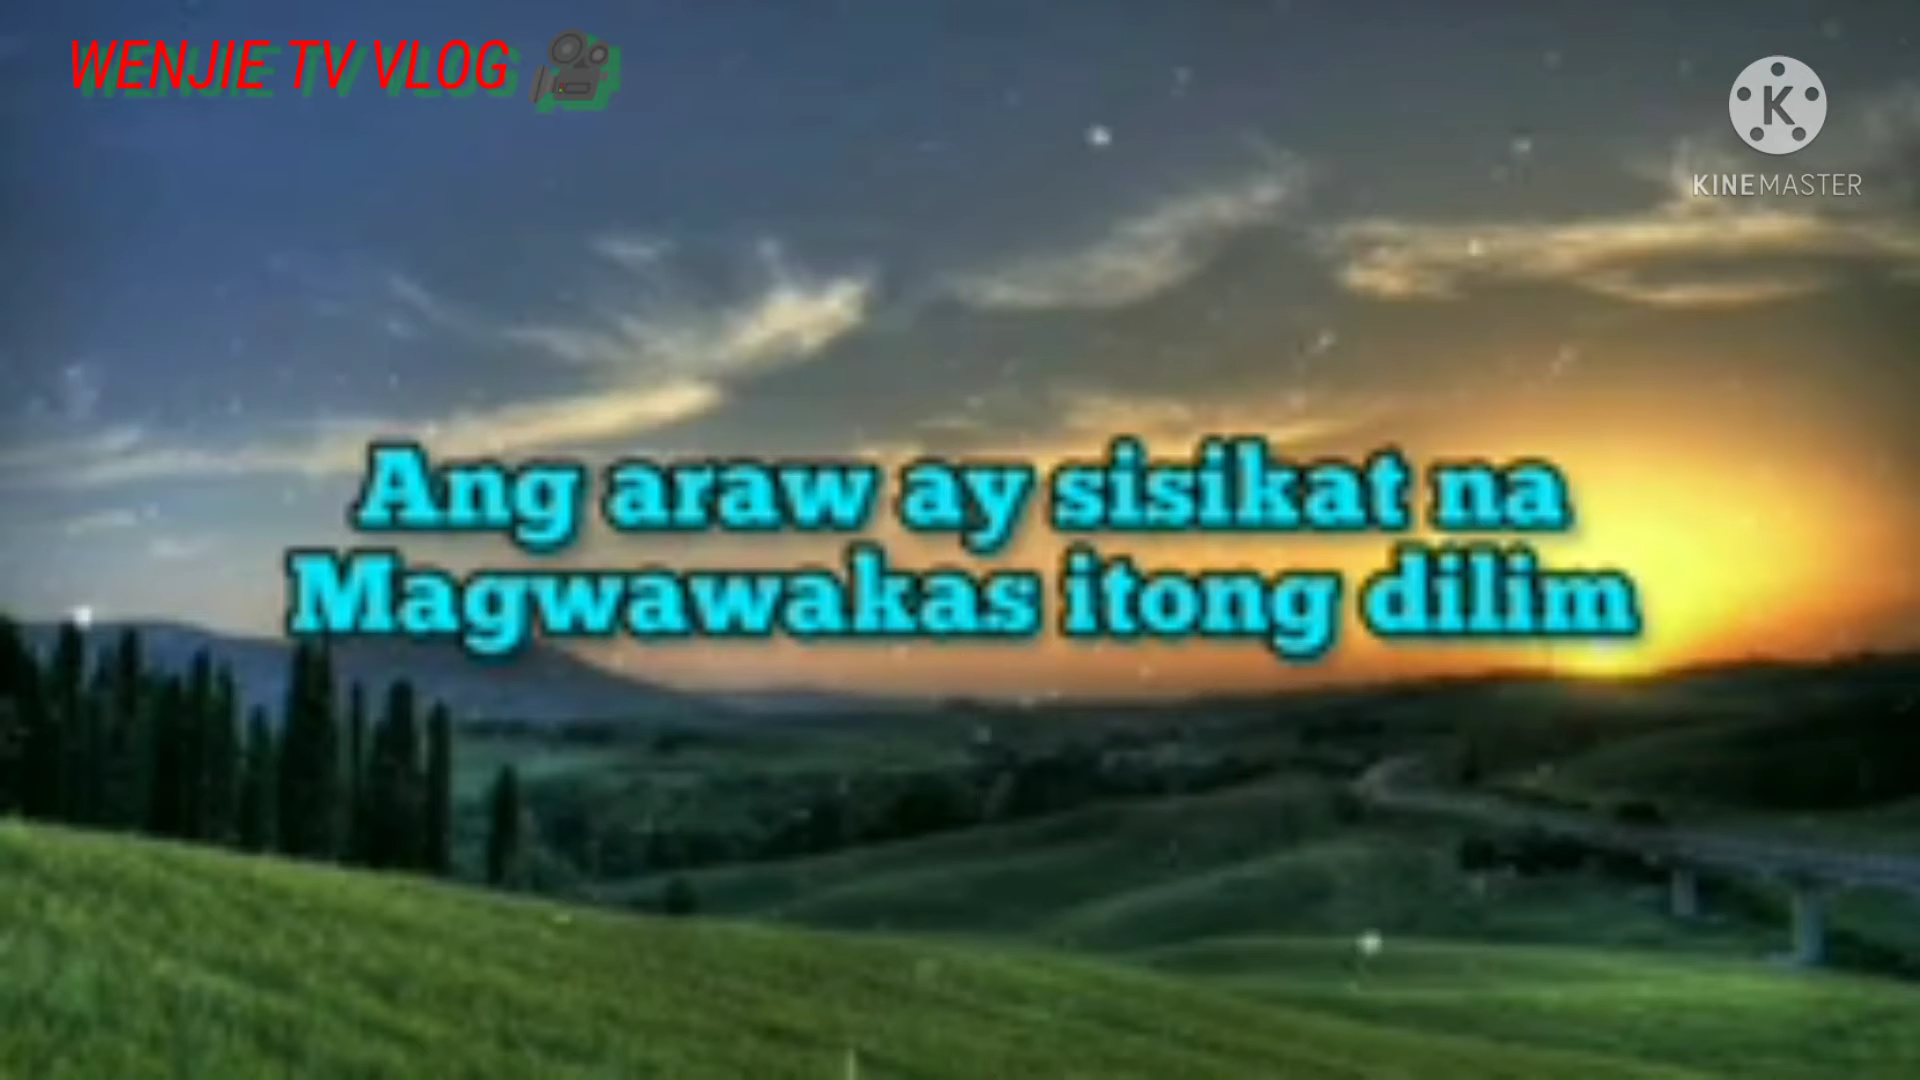 WENJIE TV VLOG
K
KINEMASTER
Ang araw ay sisikat na
Magwawakas itong dilim